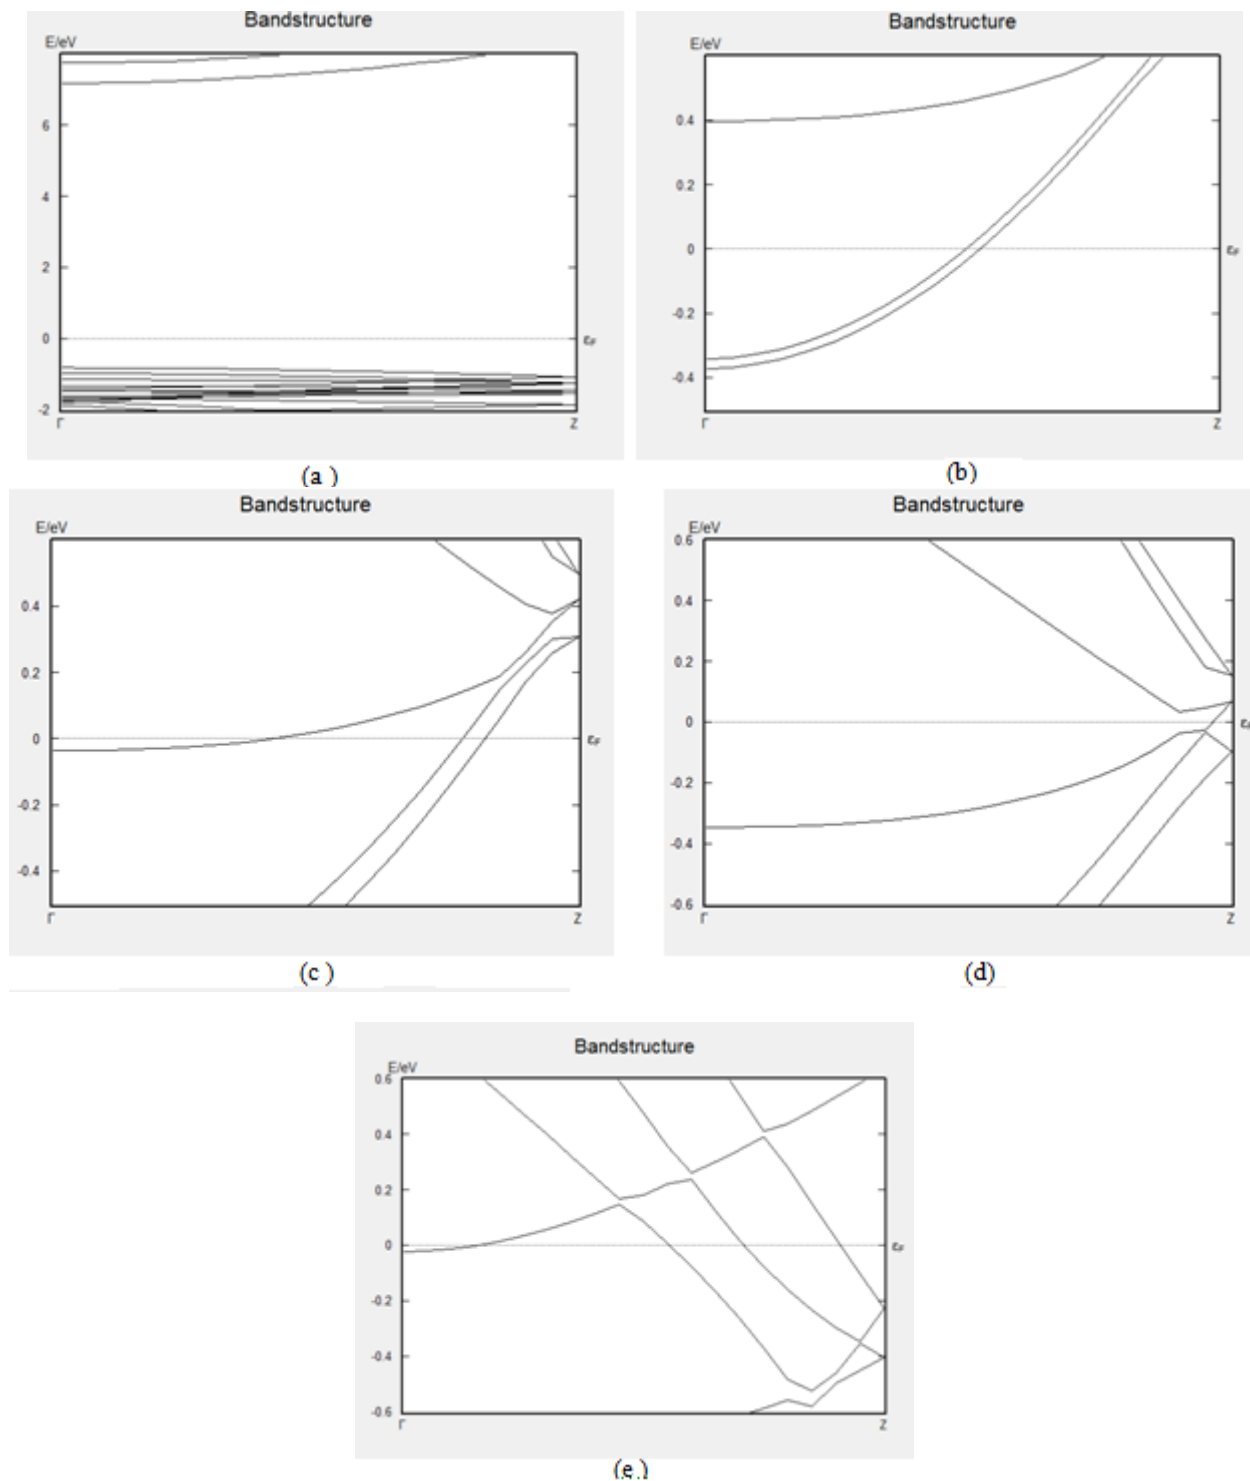 Bandstructure
E/eV
6
4
2
0
-2
εF
Γ
Z
(a )
Bandstructure
E/eV
0.4
0.2
0
-0.2
-0.4
εF
Γ
Z
(b)
Bandstructure
E/eV
0.4
0.2
0
-0.2
-0.4
εF
Γ
Z
(c )
Bandstructure
E/eV
0.6
0.4
0.2
0
-0.2
-0.4
-0.6
εF
Γ
Z
(d)
Bandstructure
E/eV
0.6
0.4
0.2
0
-0.2
-0.4
-0.6
εF
Γ
Z
(e.)